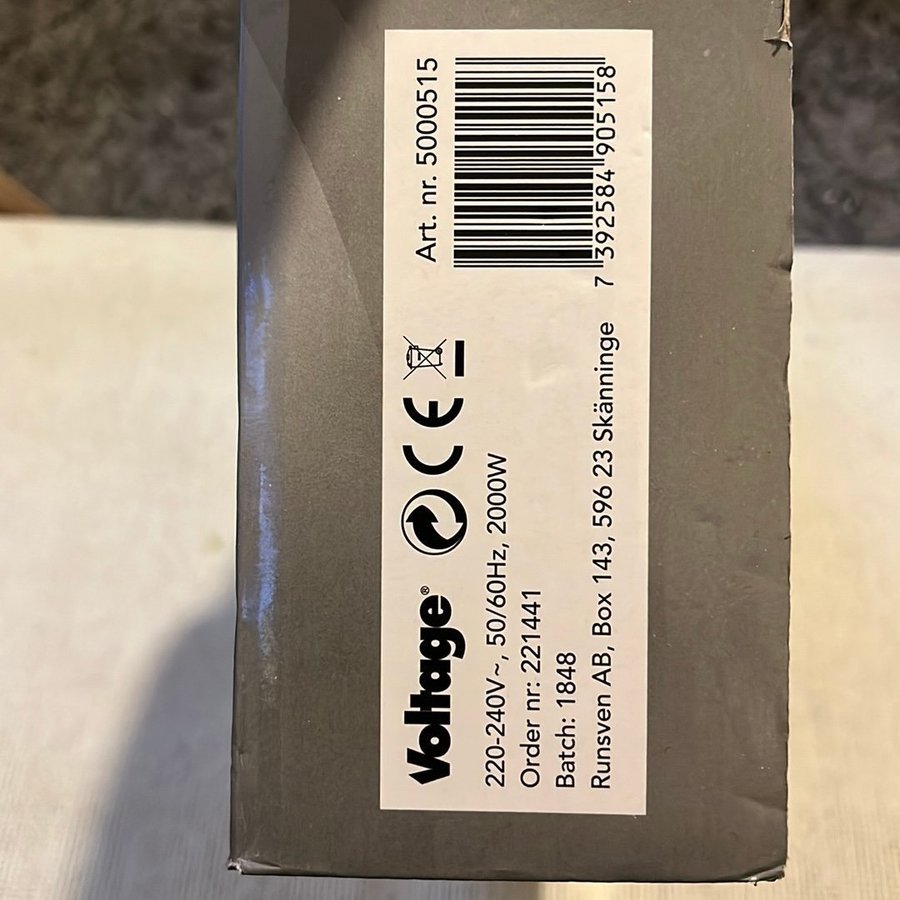 Voltage®
220-240V~, 50/60Hz, 2000W
Order nr: 221441
Batch: 1848
Runsven AB, Box 143, 596 23 Skänninge
CE
Art. nr. 5000515
7 392584 905158